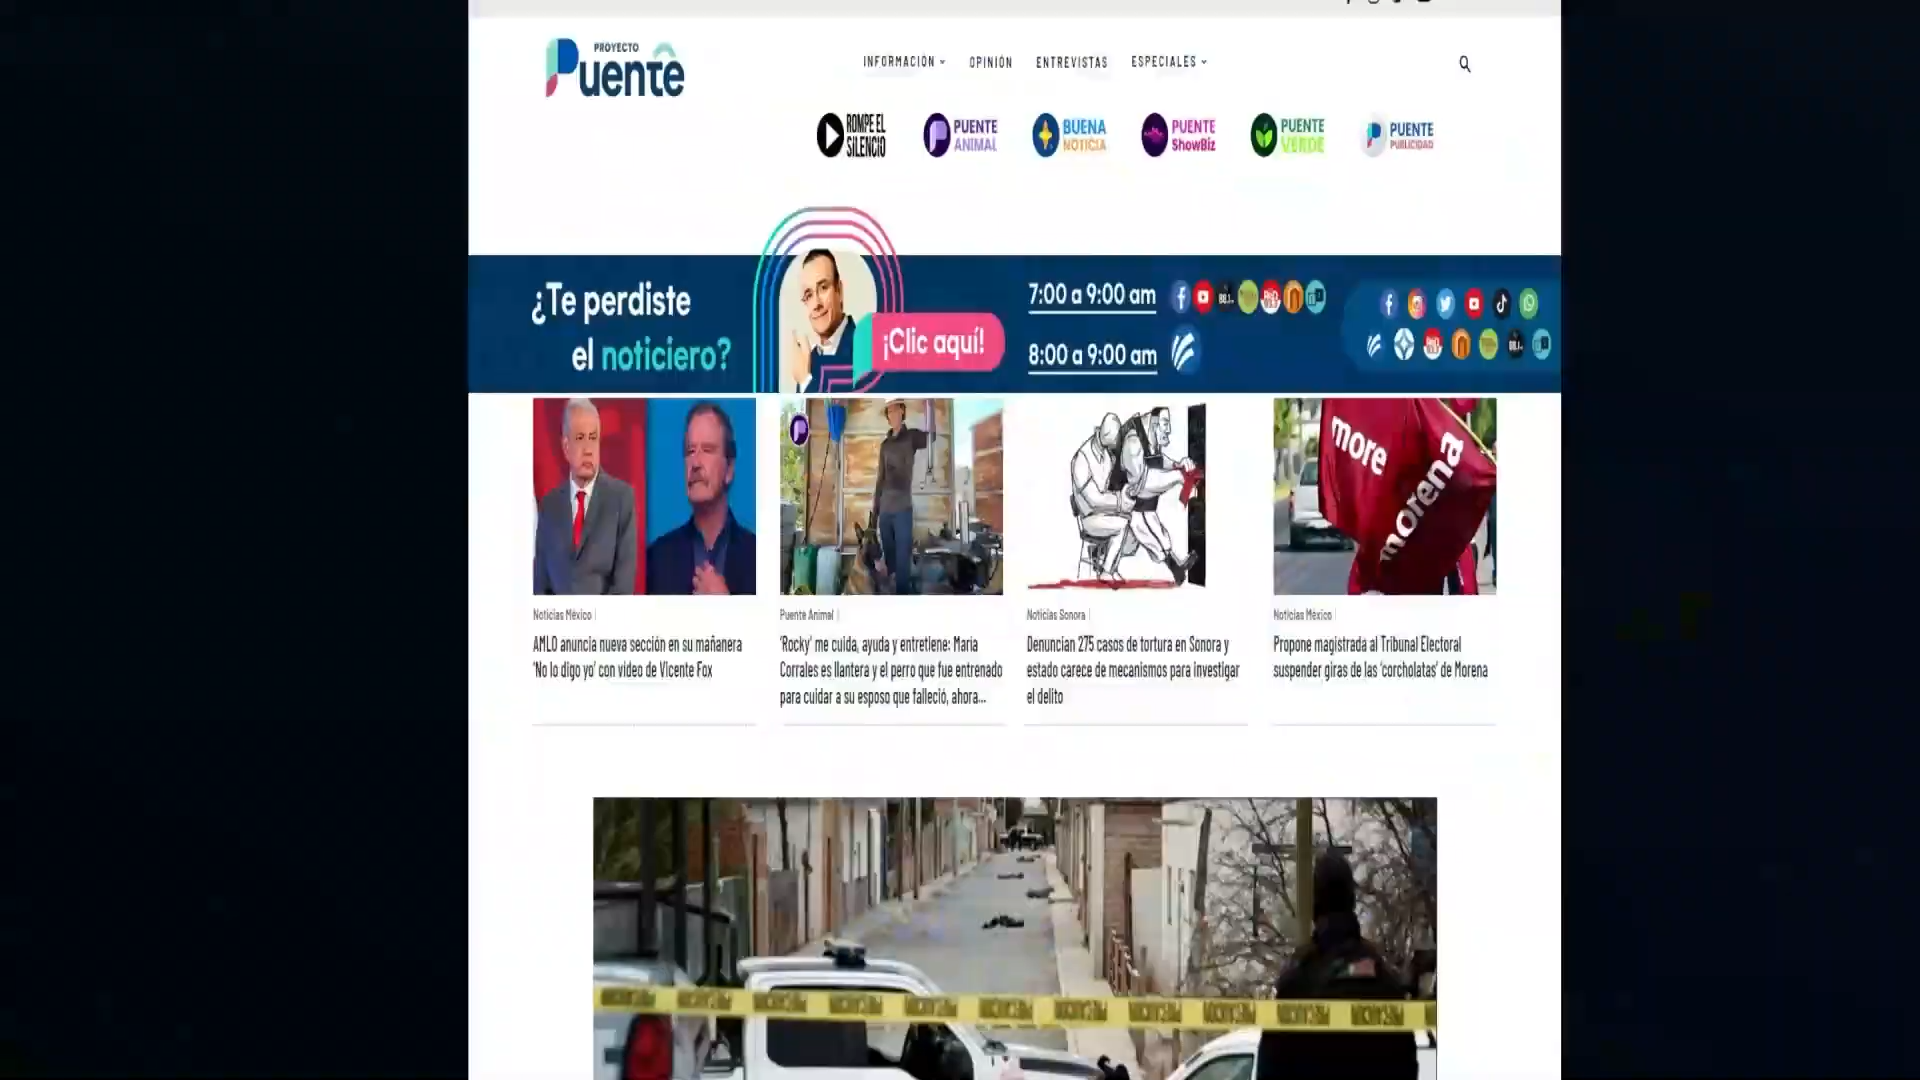 PROYECTO
Puente
INFORMACIÓN
OPINIÓN
ENTREVISTAS
ESPECIALES
ROMPE EL
SILENCIO
PUENTE
ANIMAL
BUENA
NOTICIA
PUENTE
ShowBiz
PUENTE
VERDE
PUENTE
PUBLICIDAD
¿Te perdiste
el noticiero?
¡Clic aquí!
7:00 a 9:00 am
8:00 a 9:00 am
more
morena
Noticias México
AMLO anuncia nueva sección en su mañanera
'No lo digo yo' con video de Vicente Fox
Puente Animal
'Rocky' me cuida, ayuda y entretiene: María
Corrales es llantera y el perro que fue entrenado
para cuidar a su esposo que falleció, ahora...
Noticias Sonora
Denuncian 275 casos de tortura en Sonora y
estado carece de mecanismos para investigar
el delito
Noticias México
Propone magistrada al Tribunal Electoral
suspender giras de las 'corcholatas' de Morena